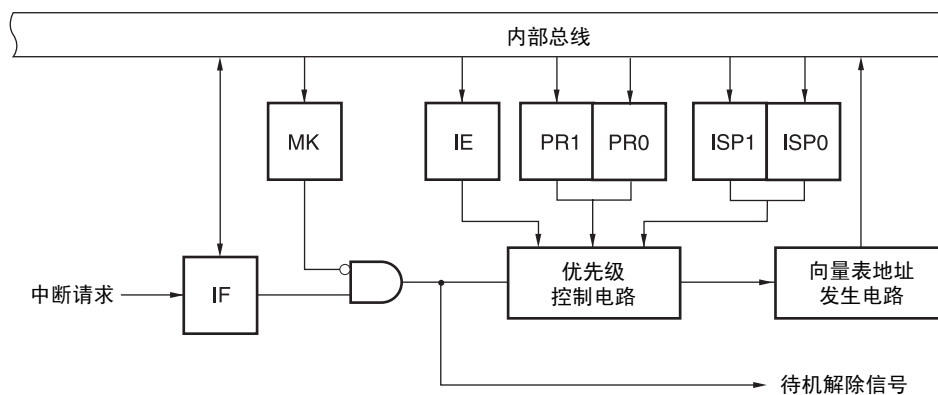 内部总线
MK
IE
PR1
PR0
ISP1
ISP0
中断请求
IF
优先级
控制电路
向量表地址
发生电路
待机解除信号